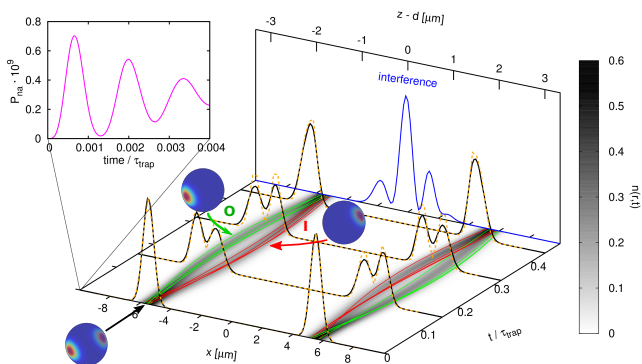 z - d [μm]
-3 -2 -1 0 1 2 3
interference
0.8
0.6
0.4
0.2
0
P_na · 10^9
0 0.001 0.002 0.003 0.004
time / τ_trap
O
I
0.6
0.5
0.4
0.3
0.2
0.1
0
n(r,t)
-8 -6 -4 -2 0 2 4 6 8
x [μm]
0 0.1 0.2 0.3 0.4
t / τ_trap